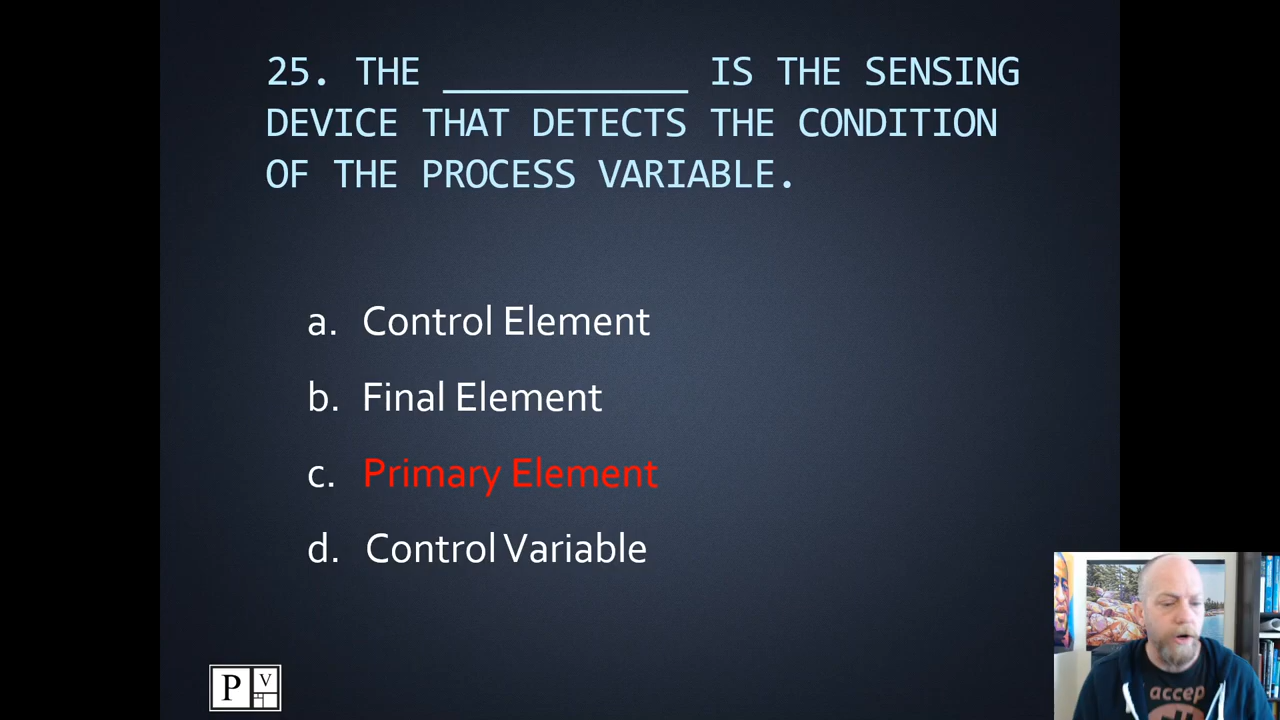 25. THE ___________ IS THE SENSING
DEVICE THAT DETECTS THE CONDITION
OF THE PROCESS VARIABLE.
a. Control Element
b. Final Element
c. Primary Element
d. Control Variable
P V
accep